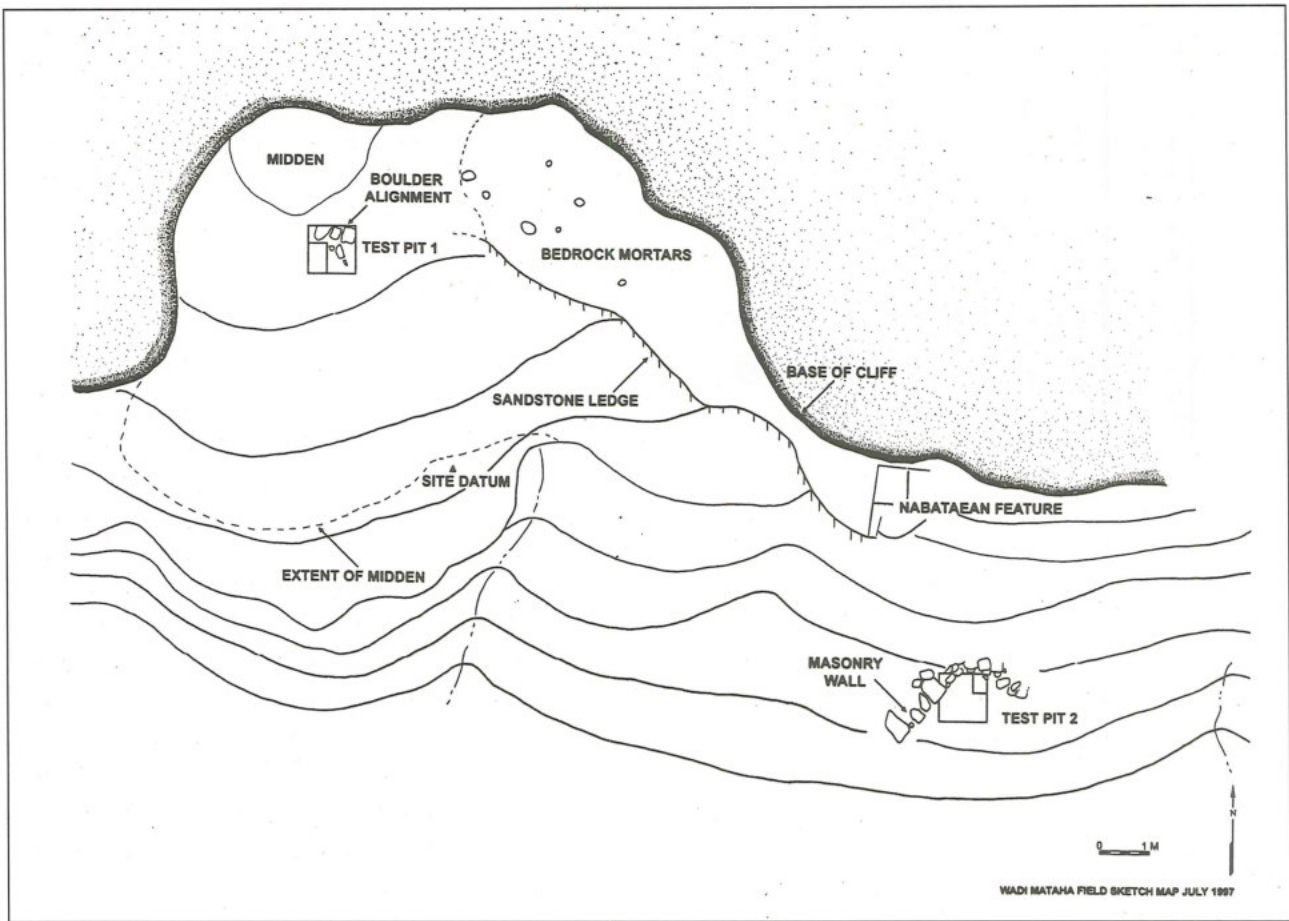 MIDDEN
BOULDER
ALIGNMENT
TEST PIT 1
BEDROCK MORTARS
BASE OF CLIFF
SANDSTONE LEDGE
SITE DATUM
NABATAEAN FEATURE
EXTENT OF MIDDEN
MASONRY
WALL
TEST PIT 2
N
0 1 M
WADI MATAHA FIELD SKETCH MAP JULY 1997